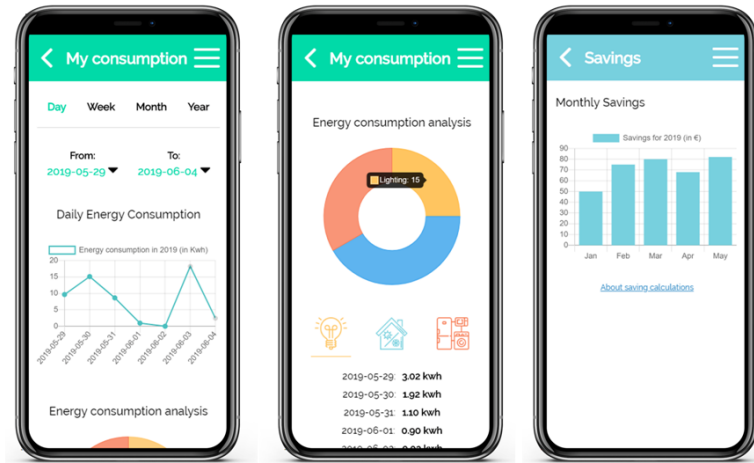 My consumption
Day Week Month Year
From: To:
2019-05-29 2019-06-04
Daily Energy Consumption
Energy consumption in 2019 (in Kwh)
20
15
10
5
0
2019-05-29 2019-05-30 2019-05-31 2019-06-01 2019-06-02 2019-06-03 2019-06-04
Energy consumption analysis
My consumption
Energy consumption analysis
Lighting: 15
2019-05-29: 3.02 kwh
2019-05-30: 1.92 kwh
2019-05-31: 1.10 kwh
2019-06-01: 0.90 kwh
Savings
Monthly Savings
Savings for 2019 (in €)
90
80
70
60
50
40
30
20
10
0
Jan Feb Mar Apr May
About saving calculations